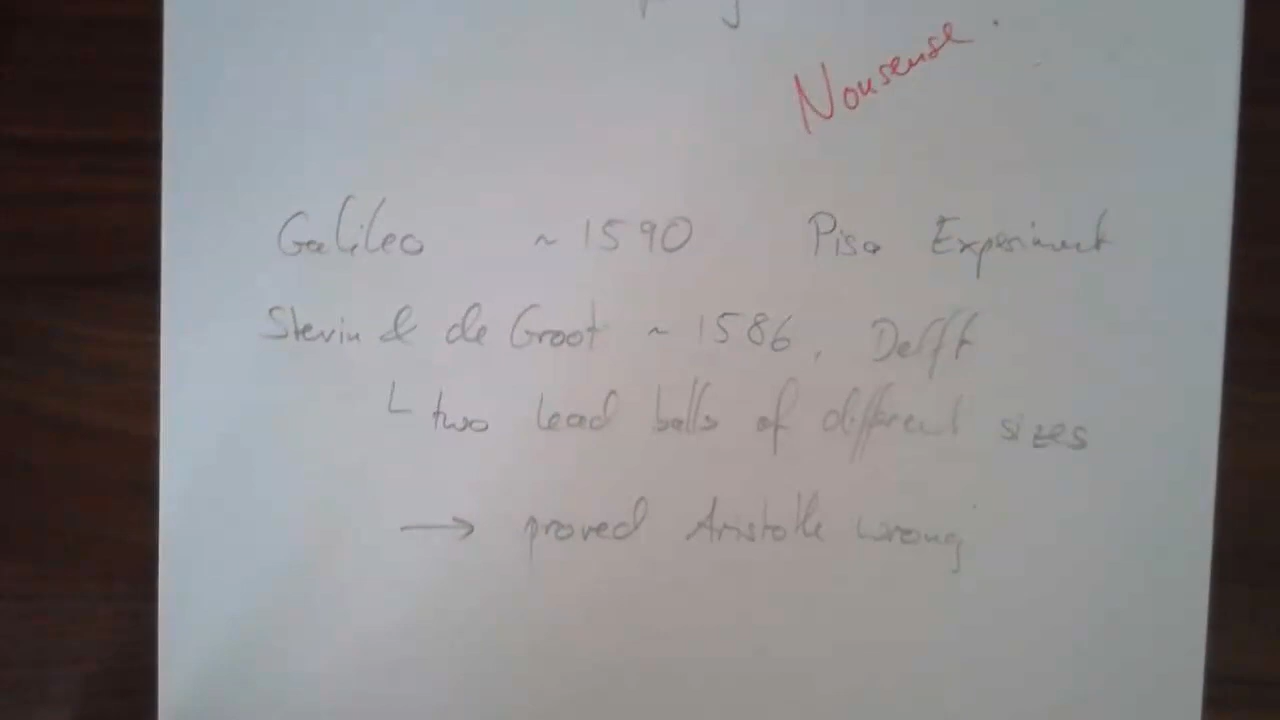 Nonsense.
Galileo ~ 1590 Pisa Experiment
Stevin & de Groot ~ 1586, Delft
└ two lead balls of different sizes
→ proved Aristotle wrong